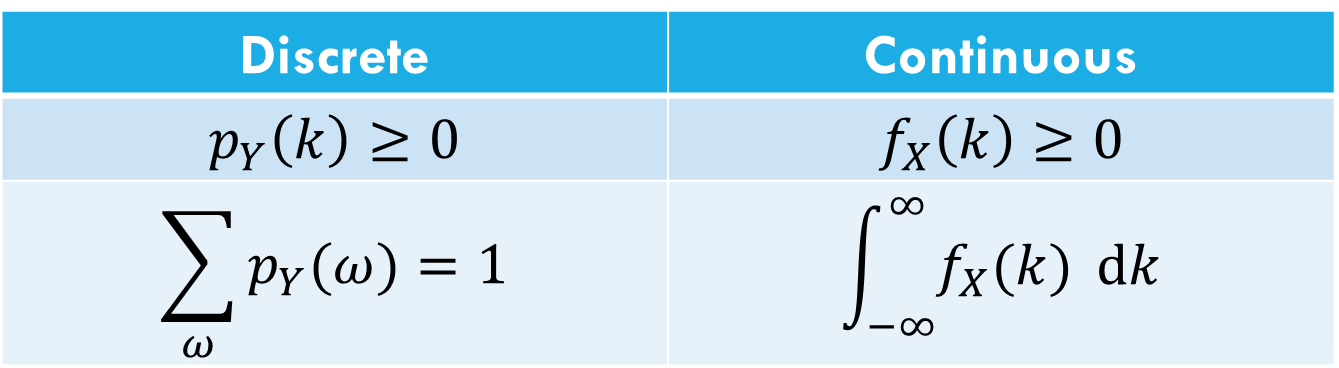 Discrete Continuous
p_Y(k) ≥ 0 f_X(k) ≥ 0
∑_ω p_Y(ω) = 1 ∫_{-∞}^{∞} f_X(k) dk